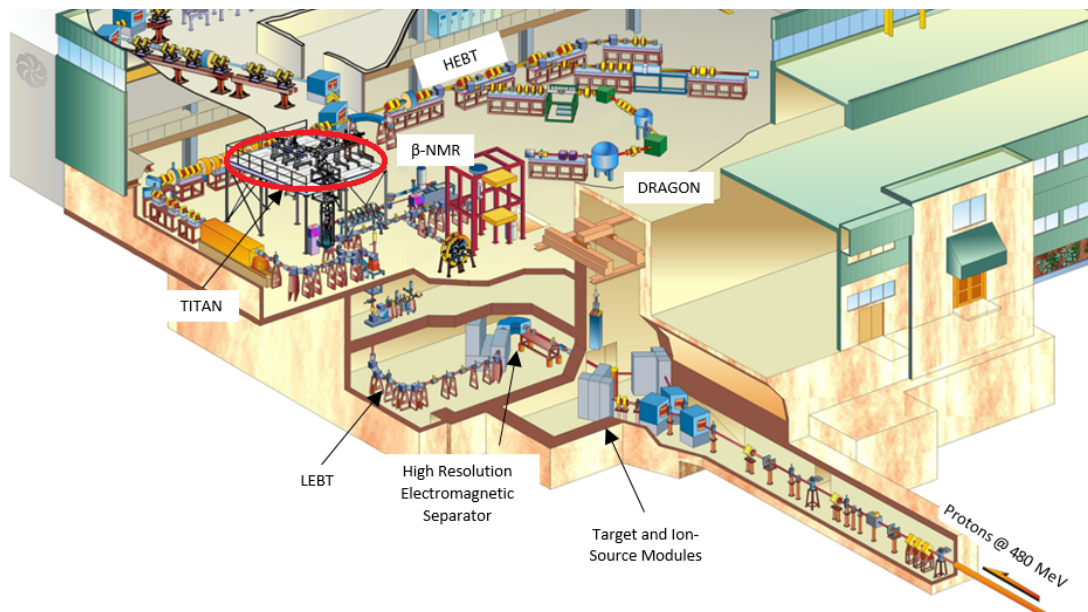 HEBT
β-NMR
DRAGON
TITAN
LEBT
High Resolution
Electromagnetic
Separator
Target and Ion-
Source Modules
Protons @ 480 MeV